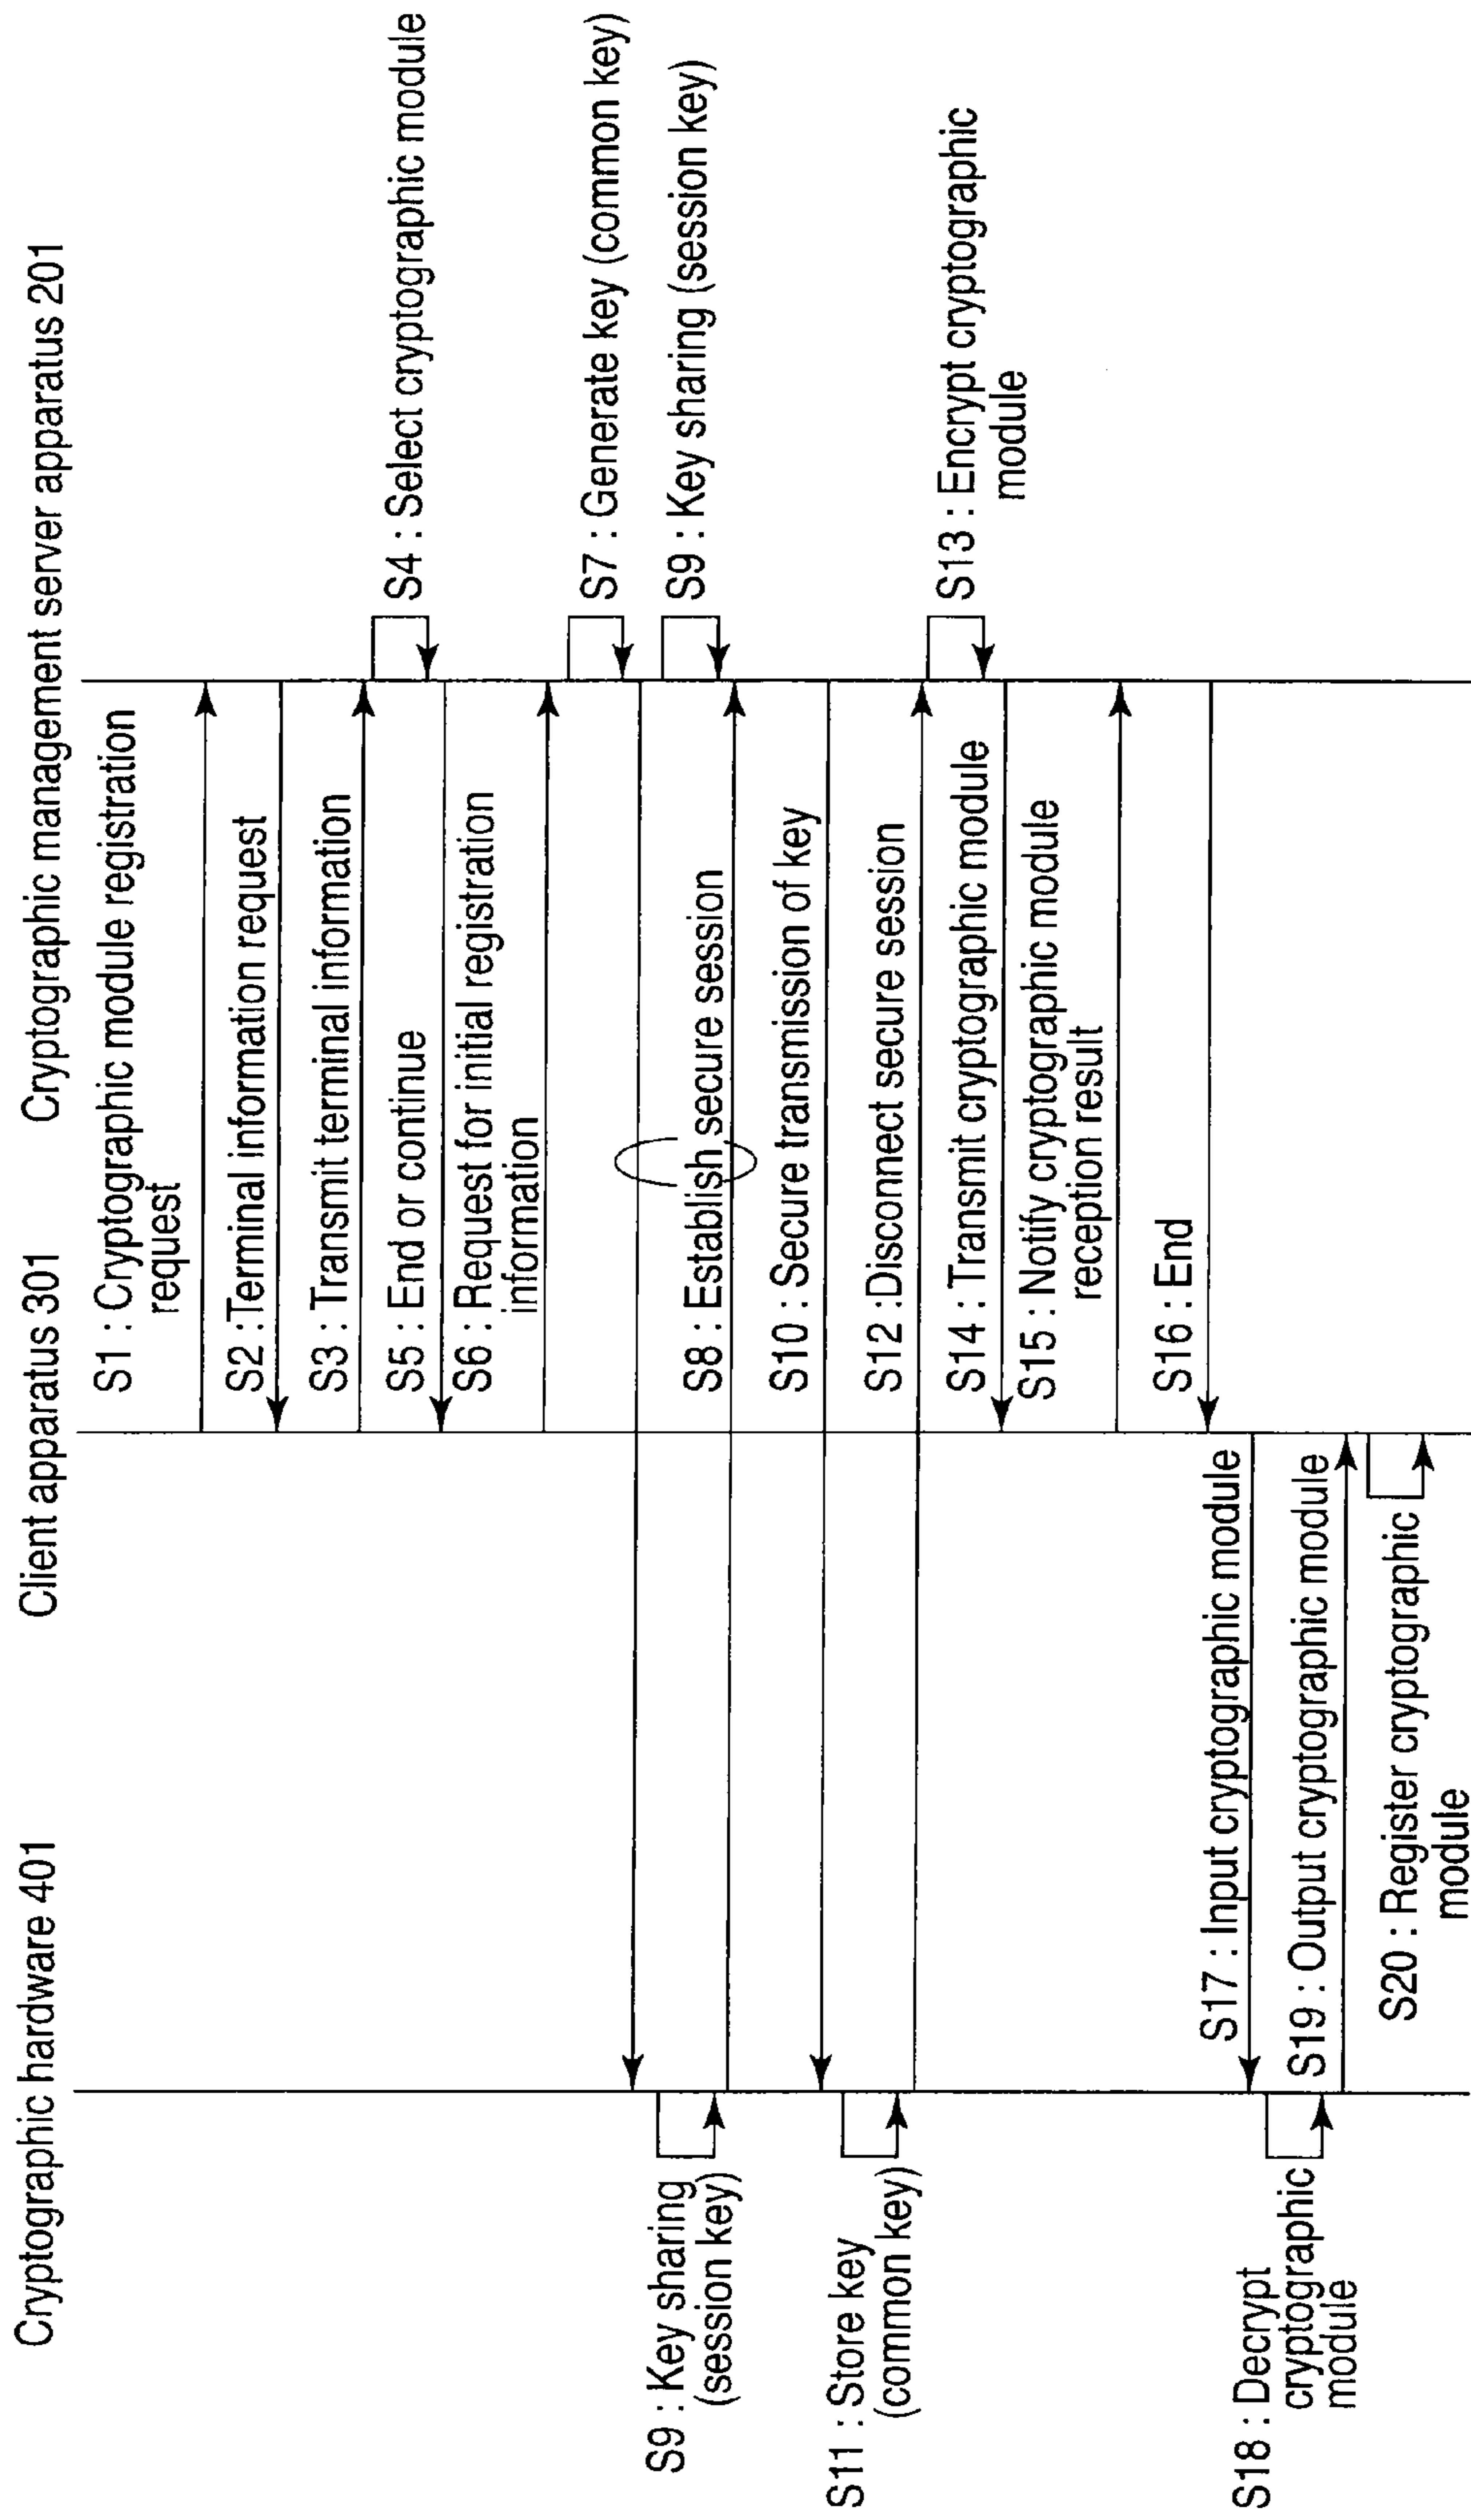 Cryptographic hardware 401
Client apparatus 301
Cryptographic management server apparatus 201
S1 : Cryptographic module registration
request
S2 :Terminal information request
S3 : Transmit terminal information
S4 : Select cryptographic module
S5 : End or continue
S6 : Request for initial registration
information
S7 : Generate key (common key)
S8 : Establish secure session
S9 : Key sharing
(session key)
S9 : Key sharing (session key)
S10 : Secure transmission of key
S11 : Store key
(common key)
S12 :Disconnect secure session
S13 : Encrypt cryptographic
module
S14 : Transmit cryptographic module
S15 : Notify cryptographic module
reception result
S16 : End
S17 : Input cryptographic module
S18 : Decrypt
cryptographic
module
S19 : Output cryptographic module
S20 : Register cryptographic
module